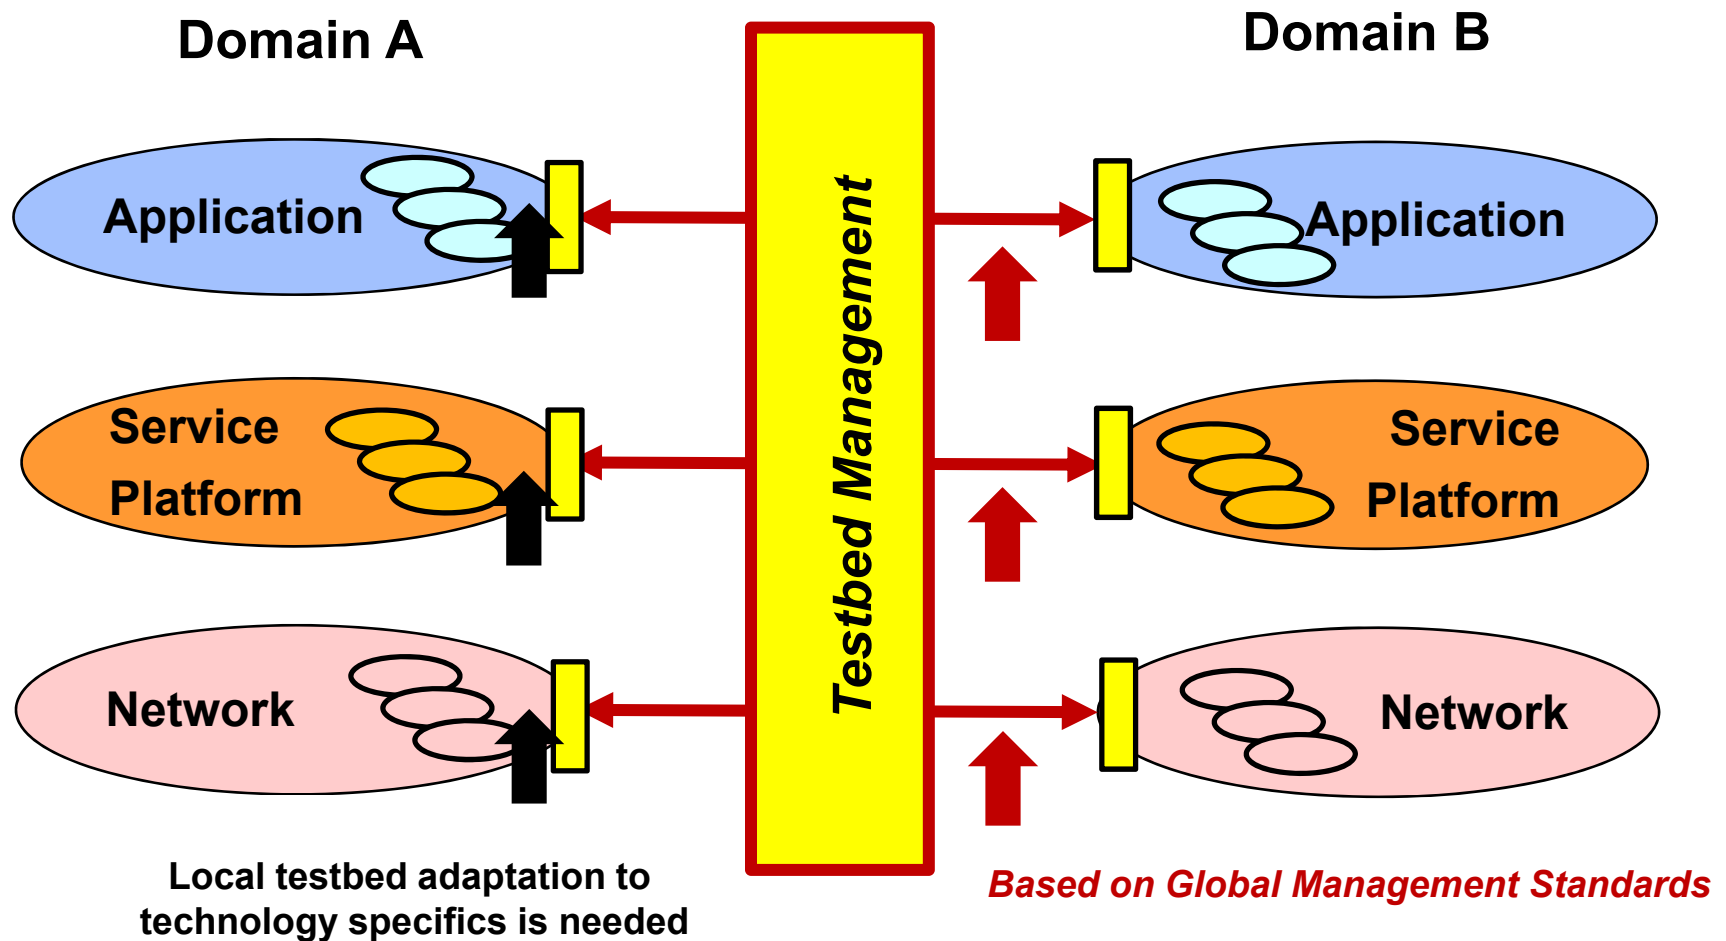 Domain A
Domain B
Application
Application
Testbed Management
Service
Platform
Service
Platform
Network
Network
Local testbed adaptation to
technology specifics is needed
Based on Global Management Standards